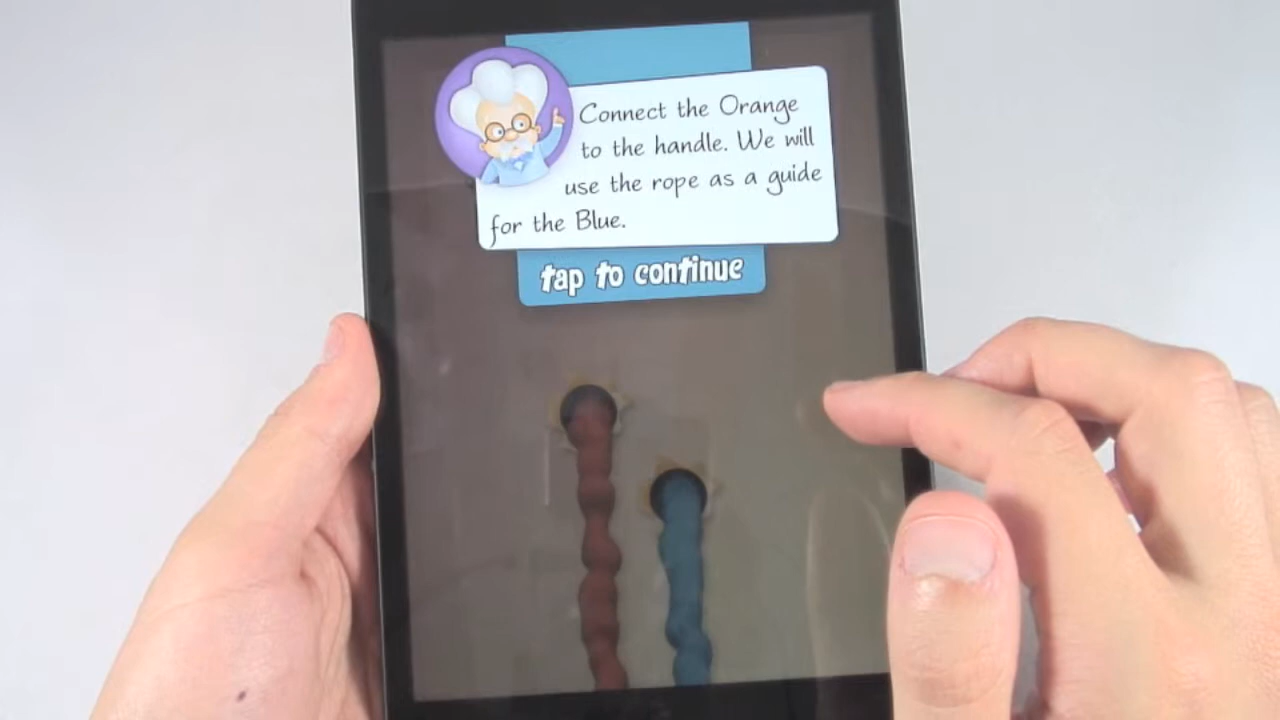 Connect the Orange
to the handle. We will
use the rope as a guide
for the Blue.
tap to continue